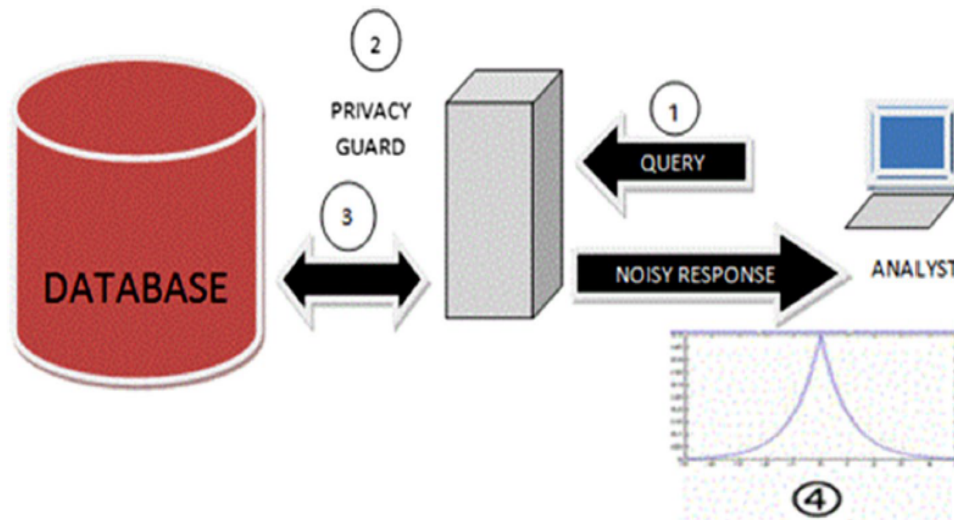 2
PRIVACY
GUARD
1
QUERY
3
DATABASE
NOISY RESPONSE
ANALYST
4